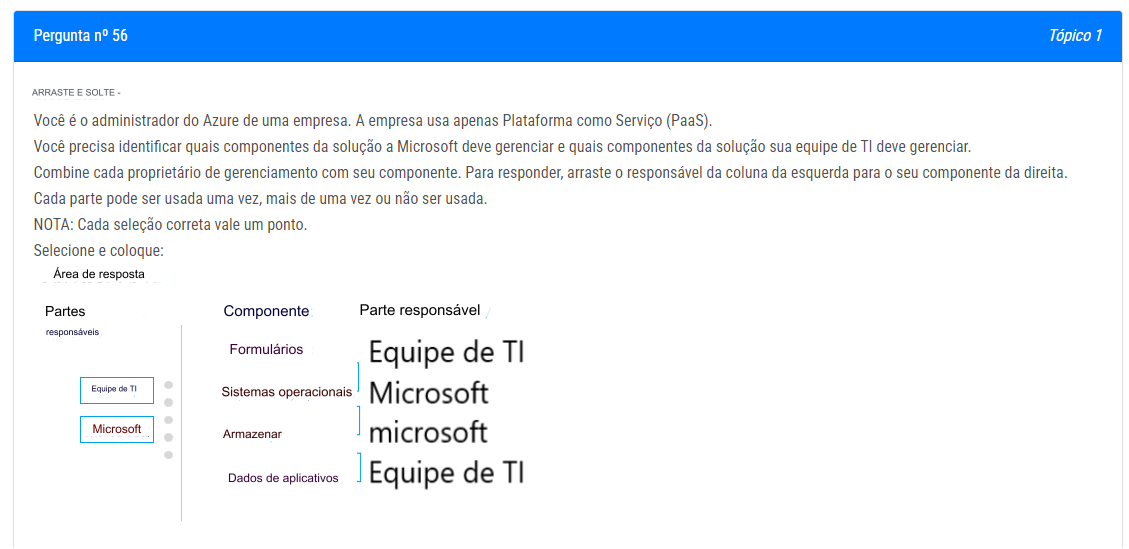 Pergunta nº 56
Tópico 1
ARRASTE E SOLTE -
Você é o administrador do Azure de uma empresa. A empresa usa apenas Plataforma como Serviço (PaaS).
Você precisa identificar quais componentes da solução a Microsoft deve gerenciar e quais componentes da solução sua equipe de TI deve gerenciar.
Combine cada proprietário de gerenciamento com seu componente. Para responder, arraste o responsável da coluna da esquerda para o seu componente da direita.
Cada parte pode ser usada uma vez, mais de uma vez ou não ser usada.
NOTA: Cada seleção correta vale um ponto.
Selecione e coloque:
Área de resposta
Partes
responsáveis
Componente
Parte responsável
Formulários
Equipe de TI
Equipe de TI
Sistemas operacionais
Microsoft
Microsoft
Armazenar
microsoft
Dados de aplicativos
Equipe de TI